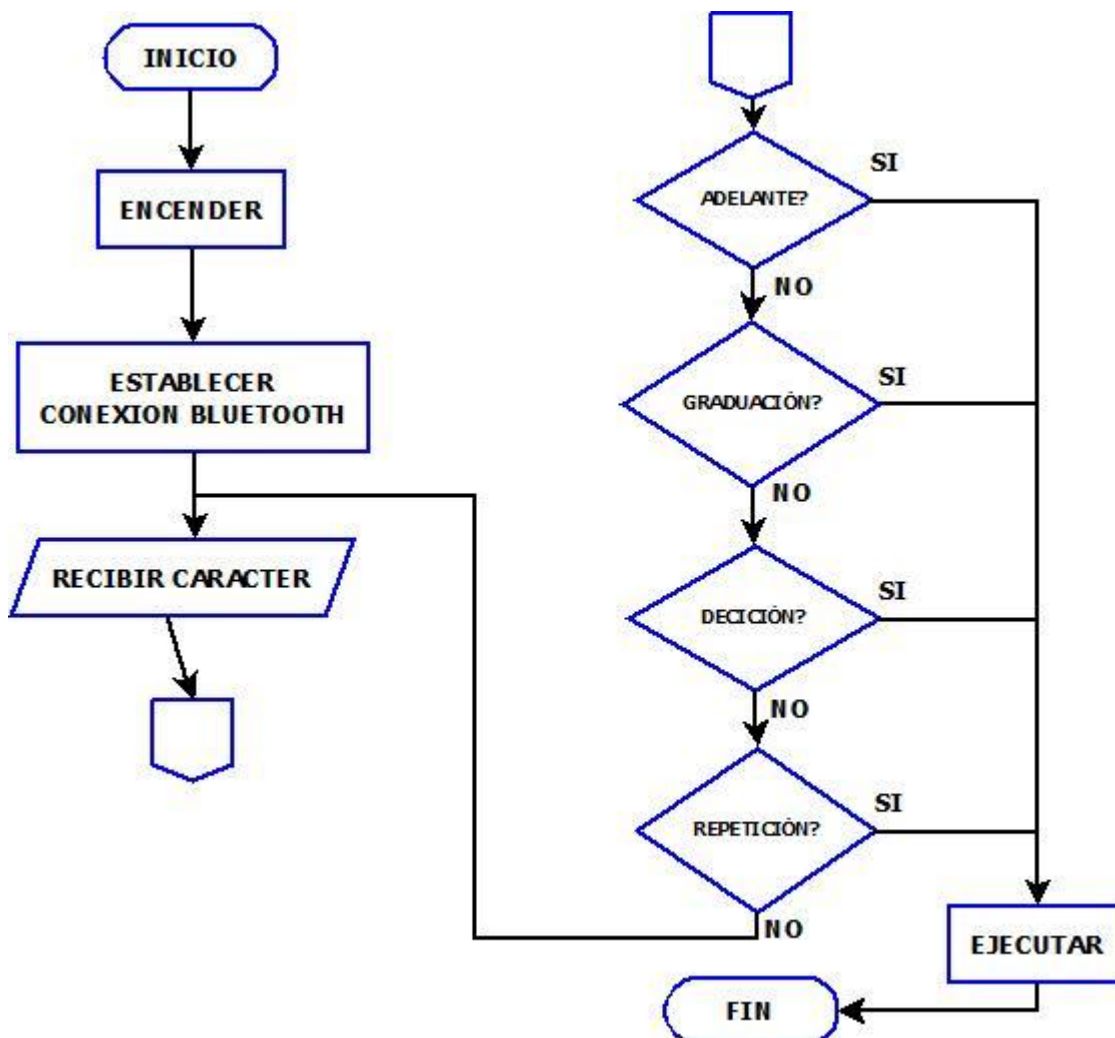 INICIO
ENCENDER
ESTABLECER
CONEXION BLUETOOTH
RECIBIR CARACTER
ADELANTE?
SI
NO
GRADUACIÓN?
SI
NO
DECICIÓN?
SI
NO
REPETICIÓN?
SI
NO
EJECUTAR
FIN